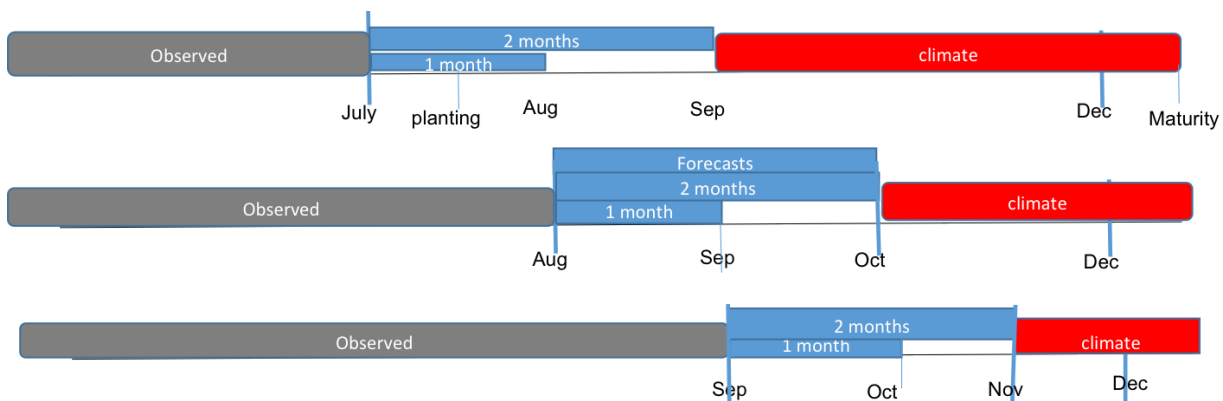 2 months
Observed
climate
1 month
July
planting
Aug
Sep
Dec
Maturity
Forecasts
2 months
Observed
1 month
climate
Aug
Sep
Oct
Dec
2 months
Observed
1 month
climate
Sep
Oct
Nov
Dec